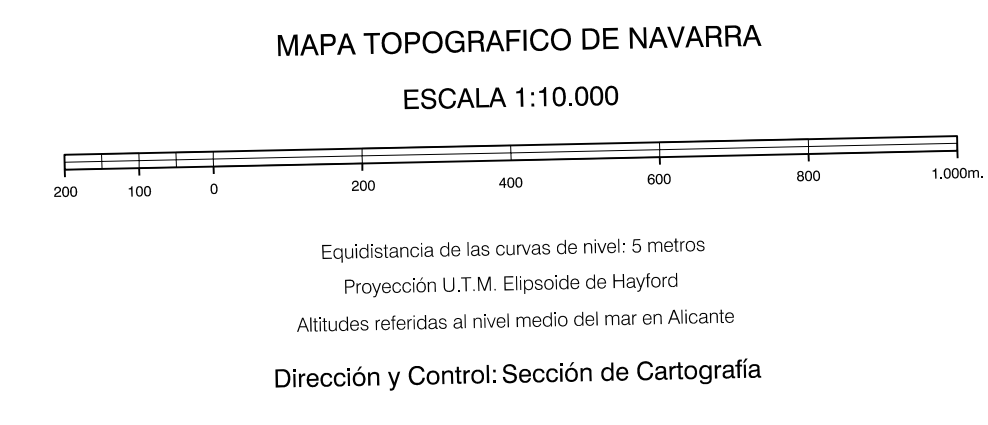 MAPA TOPOGRAFICO DE NAVARRA
ESCALA 1:10.000
200 100 0 200 400 600 800 1.000m.
Equidistancia de las curvas de nivel: 5 metros
Proyección U.T.M. Elipsoide de Hayford
Altitudes referidas al nivel medio del mar en Alicante
Dirección y Control: Sección de Cartografía